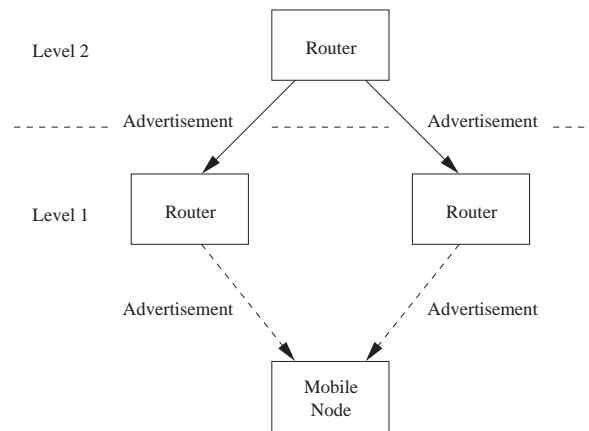 Level 2
Router
Advertisement
Advertisement
Level 1
Router
Router
Advertisement
Advertisement
Mobile
Node